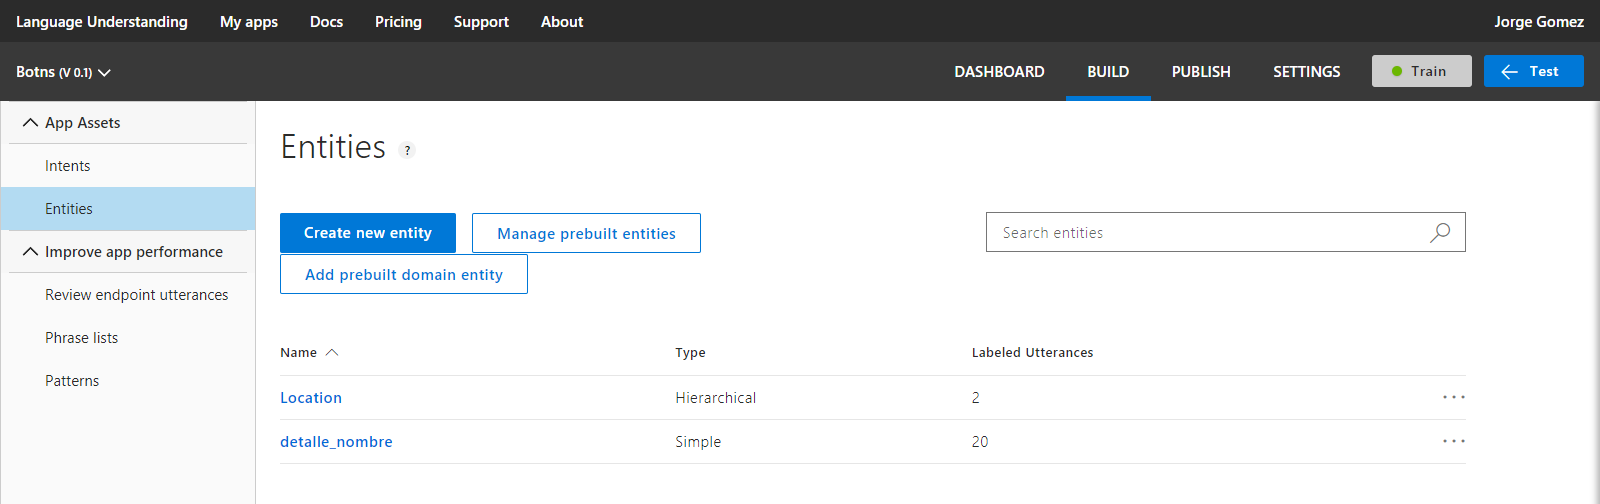 Language Understanding My apps Docs Pricing Support About Jorge Gomez
Botns (V 0.1) DASHBOARD BUILD PUBLISH SETTINGS Train Test
App Assets
Intents
Entities
Improve app performance
Review endpoint utterances
Phrase lists
Patterns
Entities ?
Create new entity Manage prebuilt entities Search entities
Add prebuilt domain entity
Name Type Labeled Utterances
Location Hierarchical 2 ...
detalle_nombre Simple 20 ...